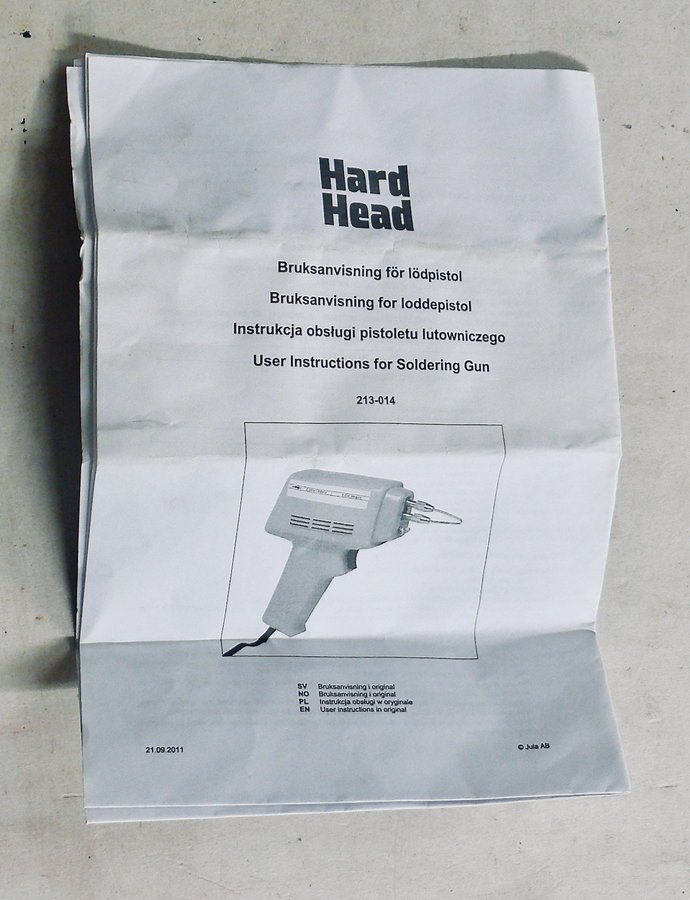 Hard
Head
Bruksanvisning för lödpistol
Bruksanvisning for loddepistol
Instrukcja obsługi pistoletu lutowniczego
User Instructions for Soldering Gun
213-014
SV Bruksanvisning i original
NO Bruksanvisning i original
PL Instrukcja obsługi w oryginale
EN User instructions in original
21.09.2011
© Jula AB